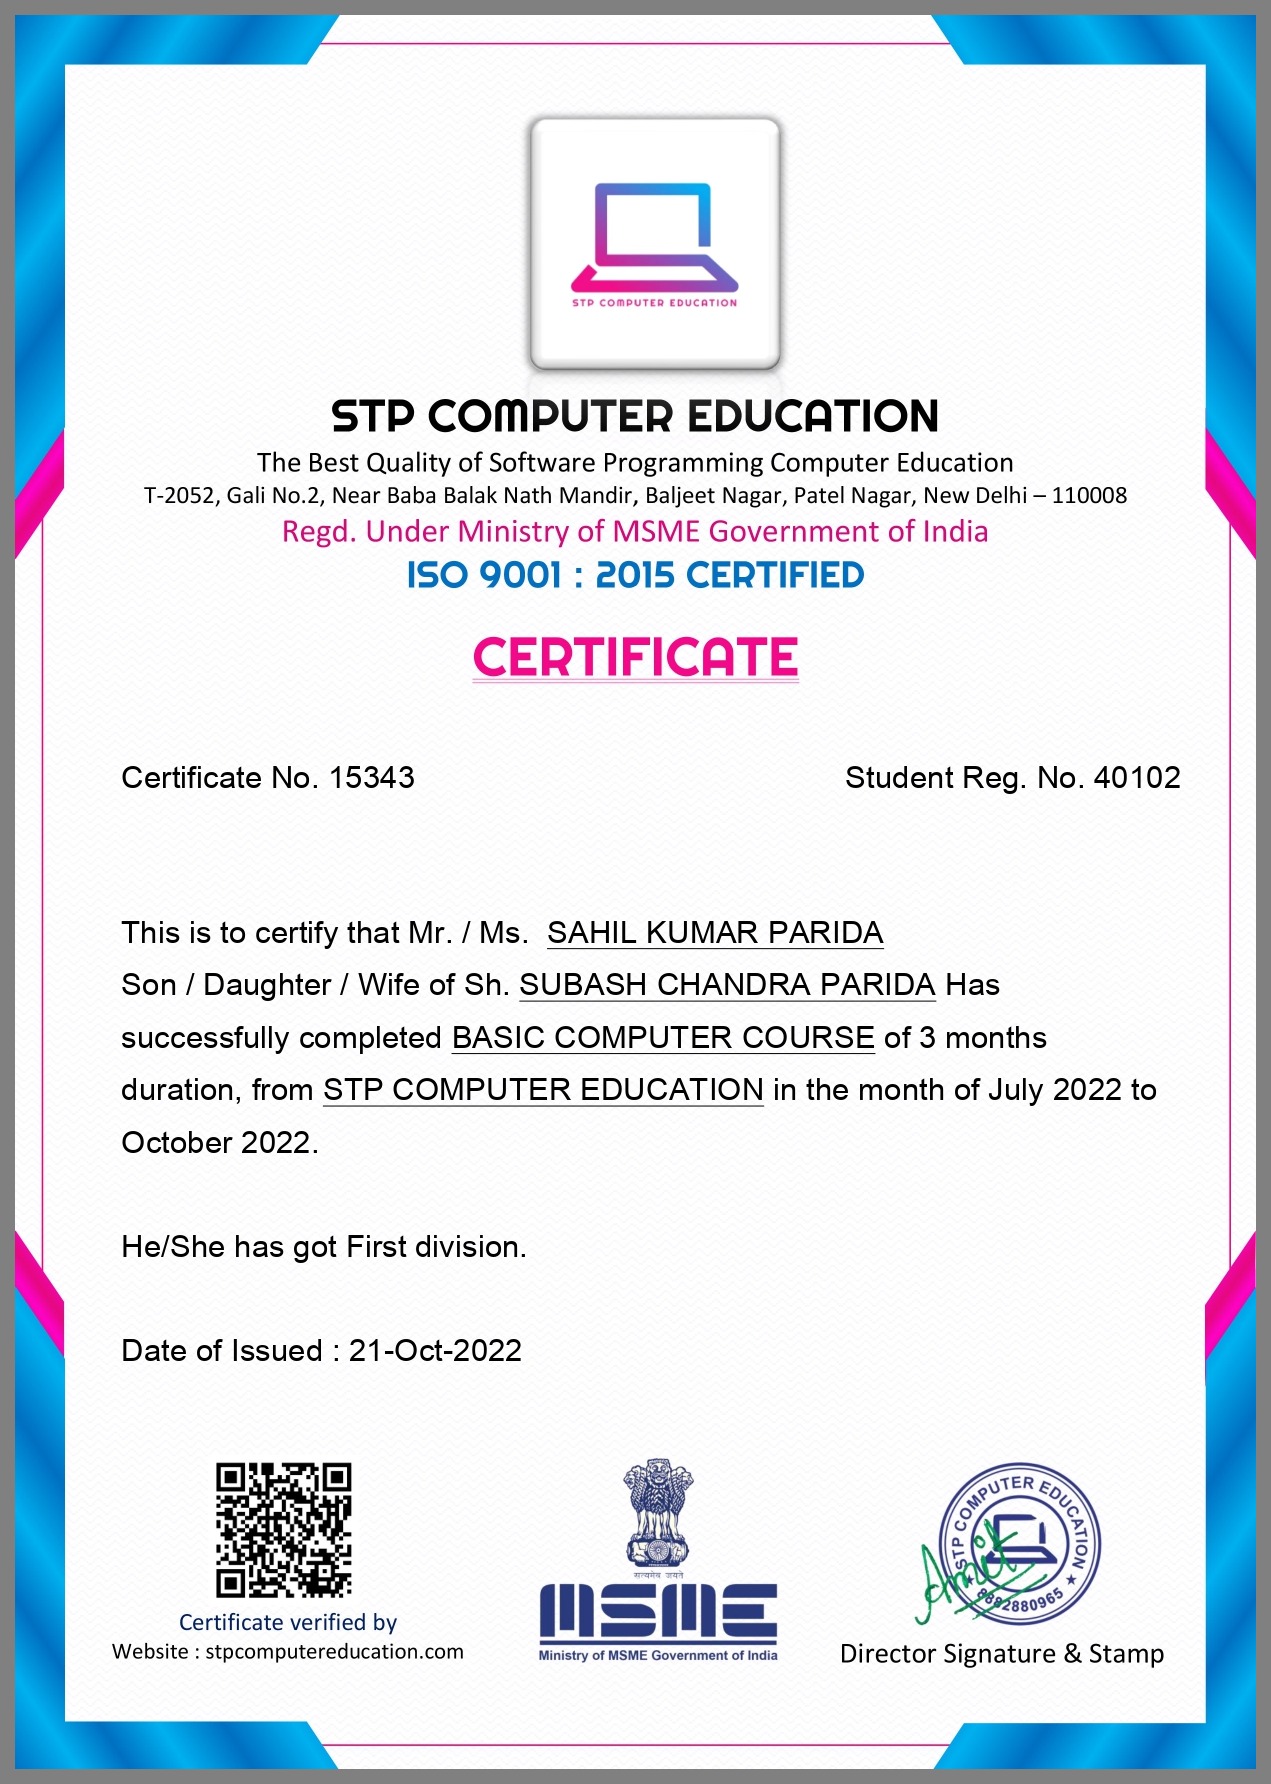 STP COMPUTER EDUCATION
STP COMPUTER EDUCATION
The Best Quality of Software Programming Computer Education
T-2052, Gali No.2, Near Baba Balak Nath Mandir, Baljeet Nagar, Patel Nagar, New Delhi – 110008
Regd. Under Ministry of MSME Government of India
ISO 9001 : 2015 CERTIFIED
CERTIFICATE
Certificate No. 15343 Student Reg. No. 40102
This is to certify that Mr. / Ms. SAHIL KUMAR PARIDA
Son / Daughter / Wife of Sh. SUBASH CHANDRA PARIDA Has
successfully completed BASIC COMPUTER COURSE of 3 months
duration, from STP COMPUTER EDUCATION in the month of July 2022 to
October 2022.
He/She has got First division.
Date of Issued : 21-Oct-2022
Certificate verified by
Website : stpcomputereducation.com
सत्यमेव जयते
MSME
Ministry of MSME Government of India
STP COMPUTER EDUCATION
★ 8882880965 ★
Amit
Director Signature & Stamp